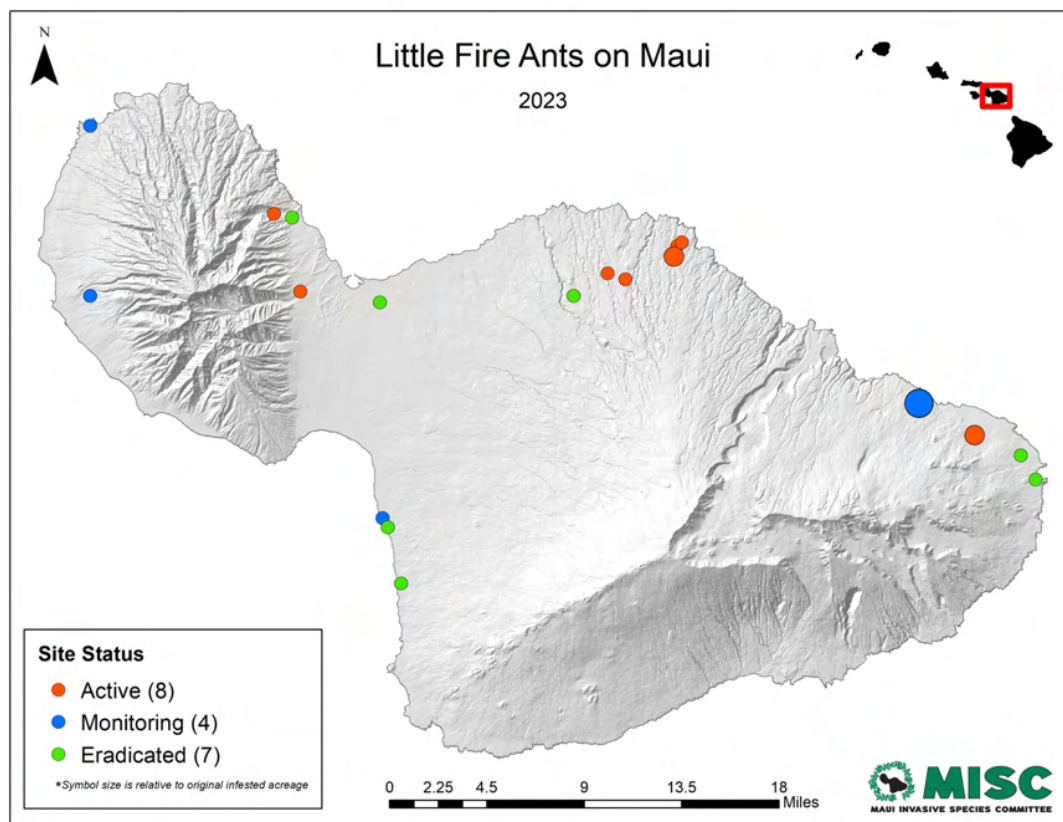 N
Little Fire Ants on Maui
2023
Site Status
Active (8)
Monitoring (4)
Eradicated (7)
*Symbol size is relative to original infested acreage
0 2.25 4.5 9 13.5 18
Miles
MISC
MAUI INVASIVE SPECIES COMMITTEE